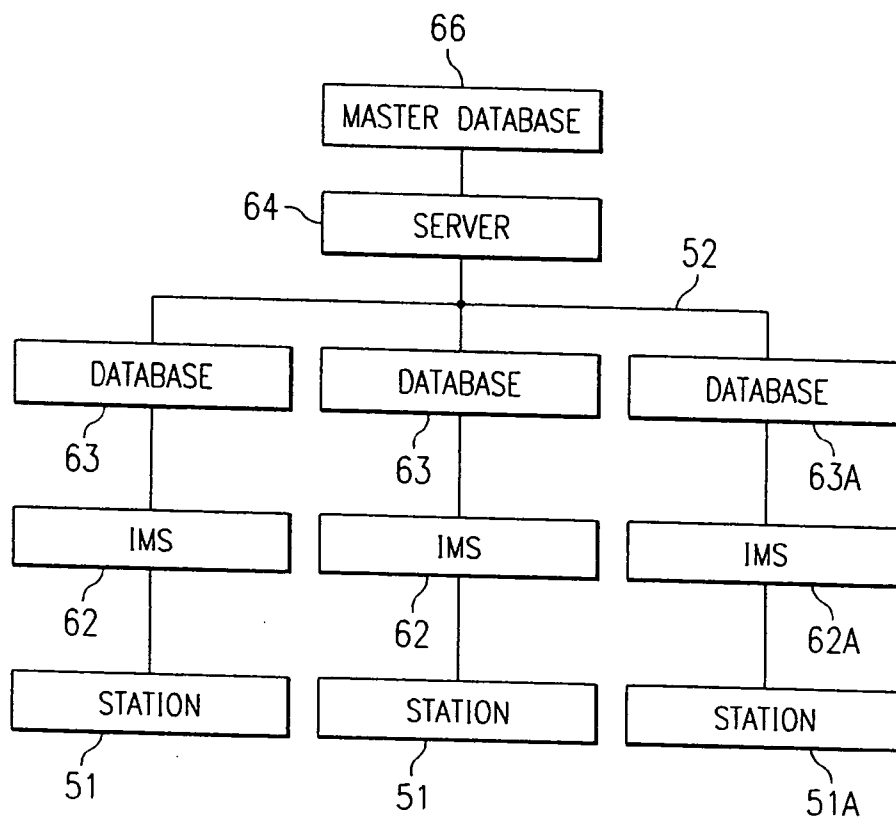 66
MASTER DATABASE
64
SERVER
52
DATABASE
DATABASE
DATABASE
63
63
63A
IMS
IMS
IMS
62
62
62A
STATION
STATION
STATION
51
51
51A